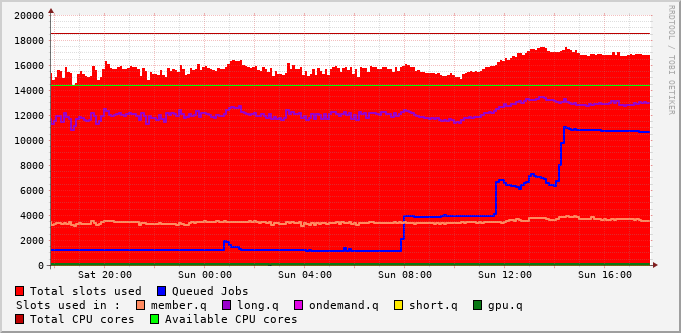 RRDTOOL / TOBI OETIKER
20000
18000
16000
14000
12000
10000
8000
6000
4000
2000
0
Sat 20:00 Sun 00:00 Sun 04:00 Sun 08:00 Sun 12:00 Sun 16:00
Total slots used Queued Jobs
Slots used in : member.q long.q ondemand.q short.q gpu.q
Total CPU cores Available CPU cores